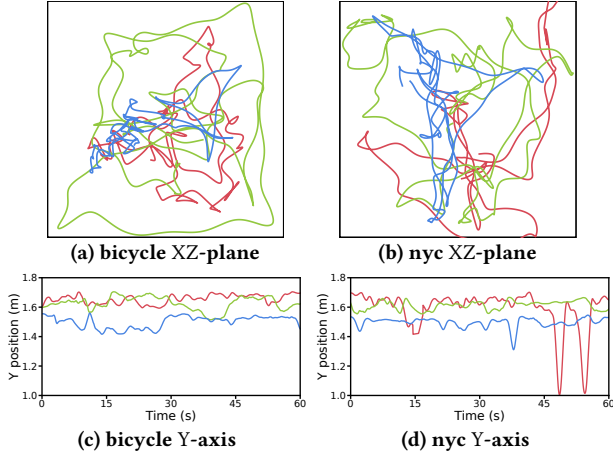 (a) bicycle XZ-plane
(b) nyc XZ-plane
Y position (m)
1.8
1.6
1.4
1.2
1.0
0 15 30 45 60
Time (s)
(c) bicycle Y-axis
Y position (m)
1.8
1.6
1.4
1.2
1.0
0 15 30 45 60
Time (s)
(d) nyc Y-axis